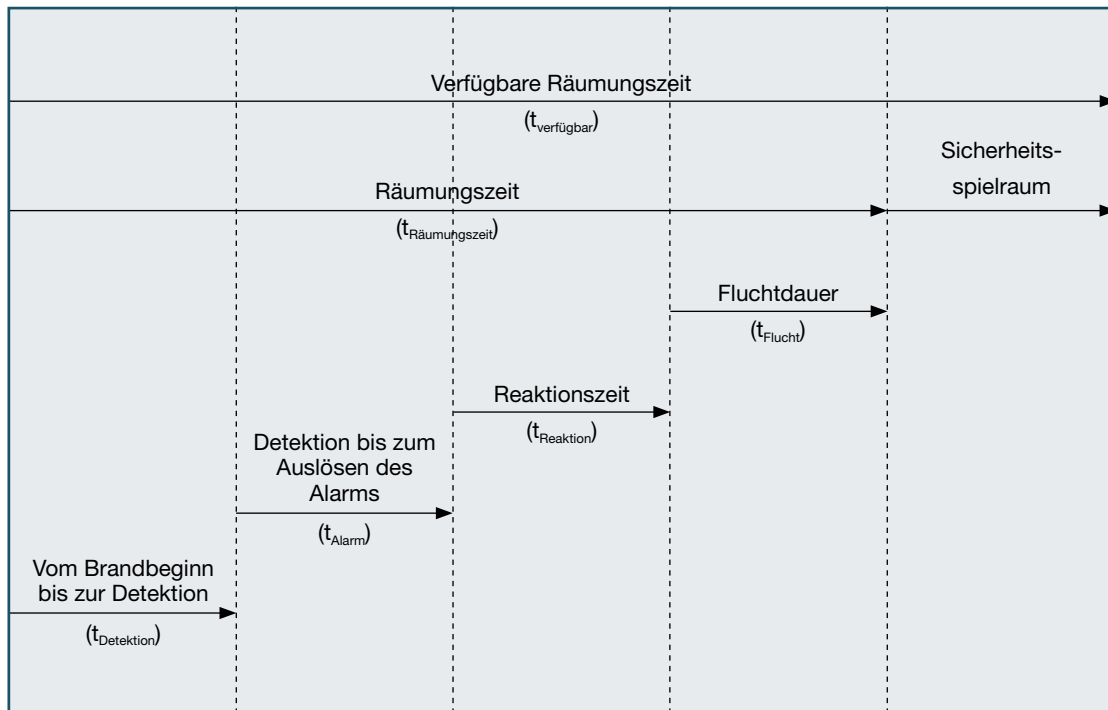 Verfügbare Räumungszeit
(tverfügbar)
Sicherheits-
spielraum
Räumungszeit
(tRäumungszeit)
Fluchtdauer
(tFlucht)
Reaktionszeit
(tReaktion)
Detektion bis zum
Auslösen des
Alarms
(tAlarm)
Vom Brandbeginn
bis zur Detektion
(tDetektion)